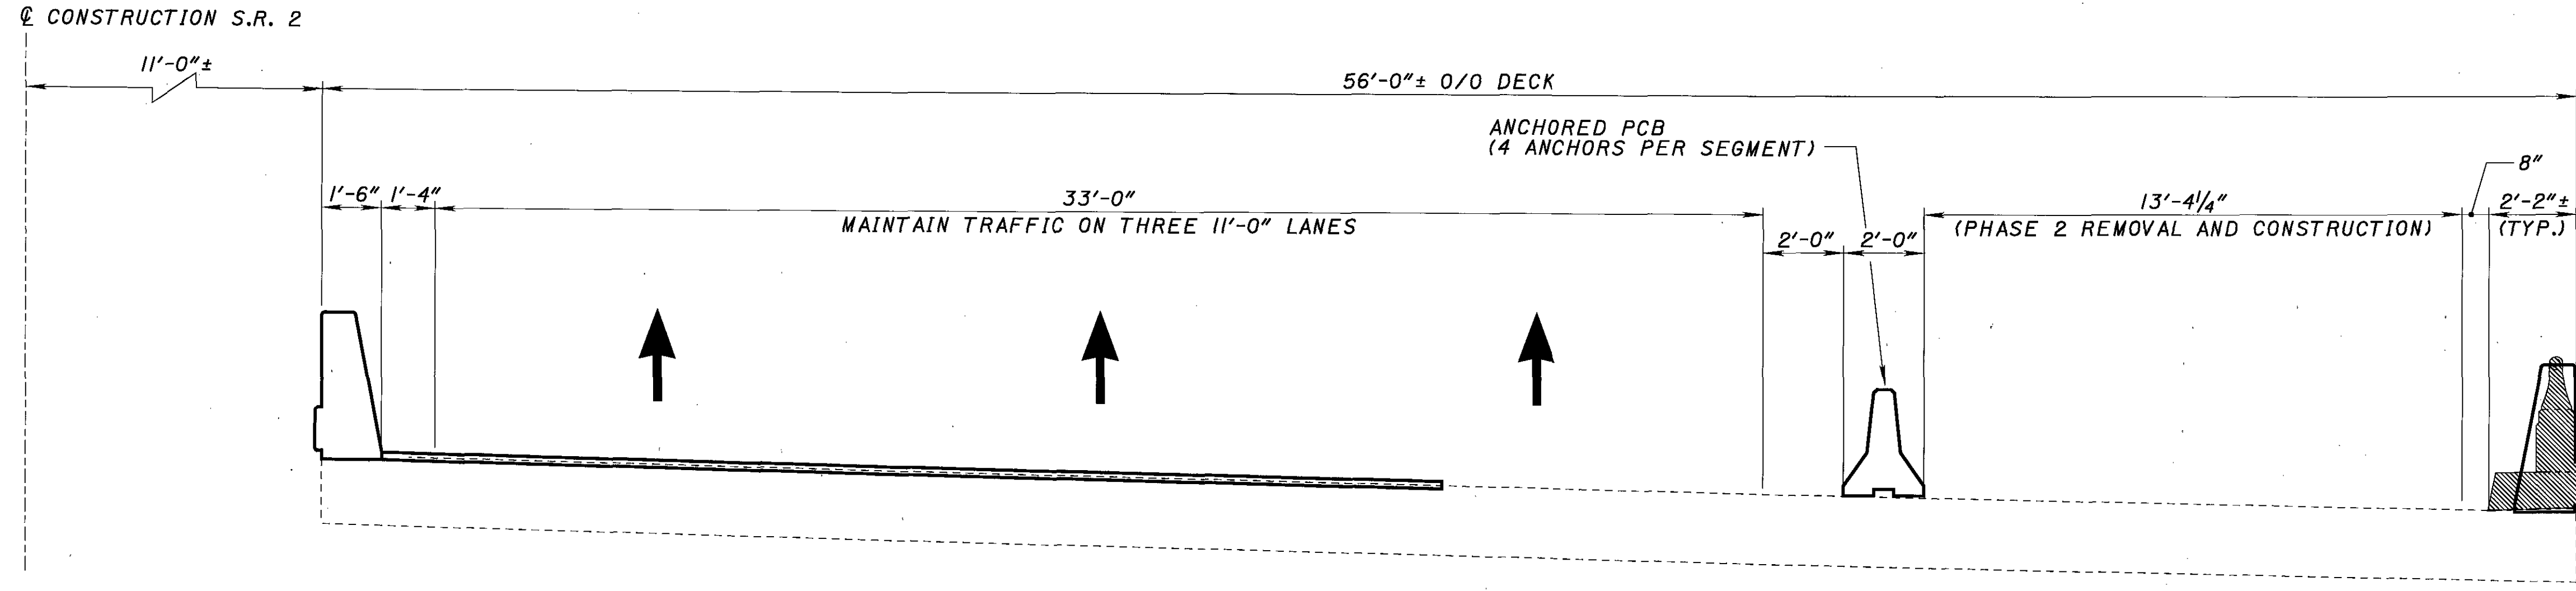 ℄ CONSTRUCTION S.R. 2
11'-0"±
56'-0"± O/O DECK
ANCHORED PCB
(4 ANCHORS PER SEGMENT)
8"
1'-6" 1'-4" 33'-0" 13'-4¼" 2'-2"±
MAINTAIN TRAFFIC ON THREE 11'-0" LANES (PHASE 2 REMOVAL AND CONSTRUCTION) (TYP.)
2'-0" 2'-0"